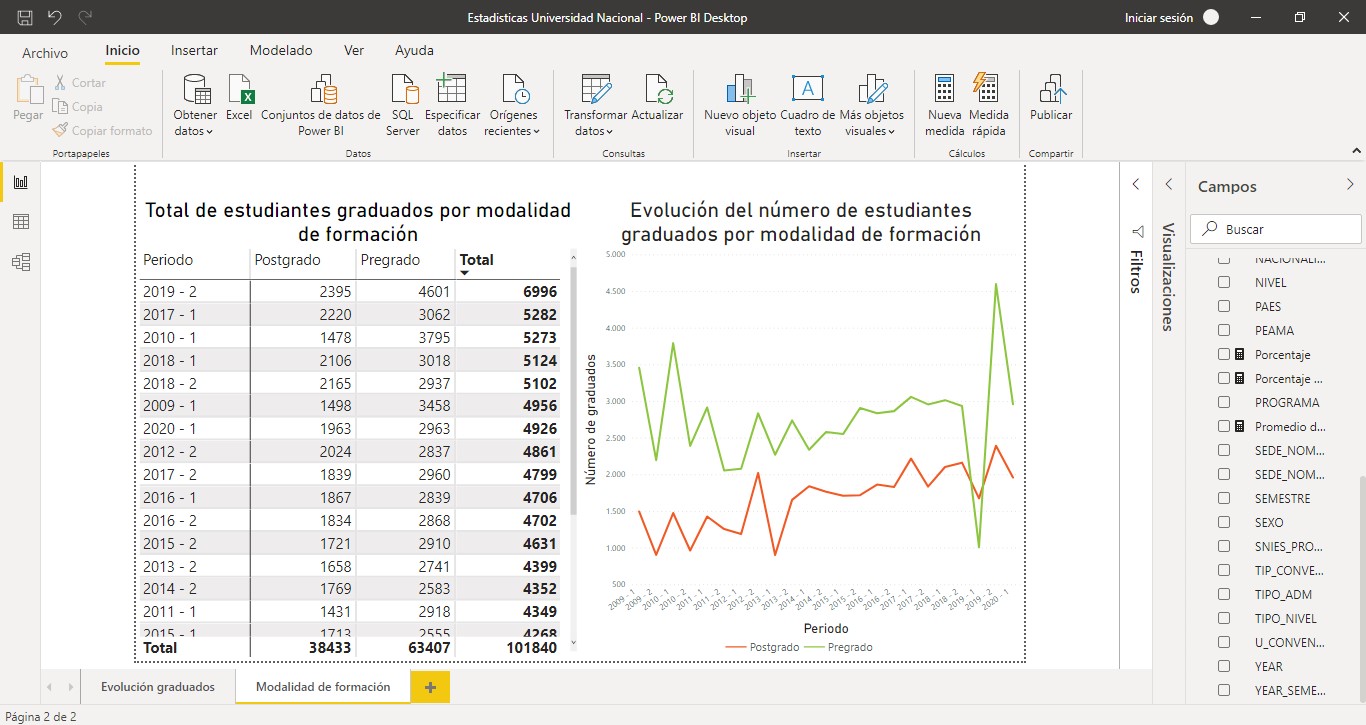 Estadisticas Universidad Nacional - Power BI Desktop
Iniciar sesión
Archivo
Inicio
Insertar
Modelado
Ver
Ayuda
Pegar
Cortar
Copia
Copiar formato
Portapapeles
Obtener datos
Excel
Conjuntos de datos de Power BI
SQL Server
Especificar datos
Orígenes recientes
Datos
Transformar datos
Actualizar
Consultas
Nuevo objeto visual
Cuadro de texto
Más objetos visuales
Insertar
Nueva medida
Medida rápida
Cálculos
Publicar
Compartir
Total de estudiantes graduados por modalidad
de formación
Periodo Postgrado Pregrado Total
2019 - 2 2395 4601 6996
2017 - 1 2220 3062 5282
2010 - 1 1478 3795 5273
2018 - 1 2106 3018 5124
2018 - 2 2165 2937 5102
2009 - 1 1498 3458 4956
2020 - 1 1963 2963 4926
2012 - 2 2024 2837 4861
2017 - 2 1839 2960 4799
2016 - 1 1867 2839 4706
2016 - 2 1834 2868 4702
2015 - 2 1721 2910 4631
2013 - 2 1658 2741 4399
2014 - 2 1769 2583 4352
2011 - 1 1431 2918 4349
2015 - 1 1713 2555 4268
Total 38433 63407 101840
Evolución del número de estudiantes
graduados por modalidad de formación
Número de graduados
5.000
4.500
4.000
3.500
3.000
2.500
2.000
1.500
1.000
500
2009 - 1
2009 - 2
2010 - 1
2010 - 2
2011 - 1
2011 - 2
2012 - 1
2012 - 2
2013 - 1
2013 - 2
2014 - 1
2014 - 2
2015 - 1
2015 - 2
2016 - 1
2016 - 2
2017 - 1
2017 - 2
2018 - 1
2018 - 2
2019 - 1
2019 - 2
2020 - 1
Periodo
Postgrado Pregrado
Filtros
Visualizaciones
Campos
Buscar
NACIONALI...
NIVEL
PAES
PEAMA
Porcentaje
Porcentaje ...
PROGRAMA
Promedio d...
SEDE_NOM...
SEDE_NOM...
SEMESTRE
SEXO
SNIES_PRO...
TIP_CONVE...
TIPO_ADM
TIPO_NIVEL
U_CONVEN...
YEAR
YEAR_SEME...
Evolución graduados
Modalidad de formación
Página 2 de 2